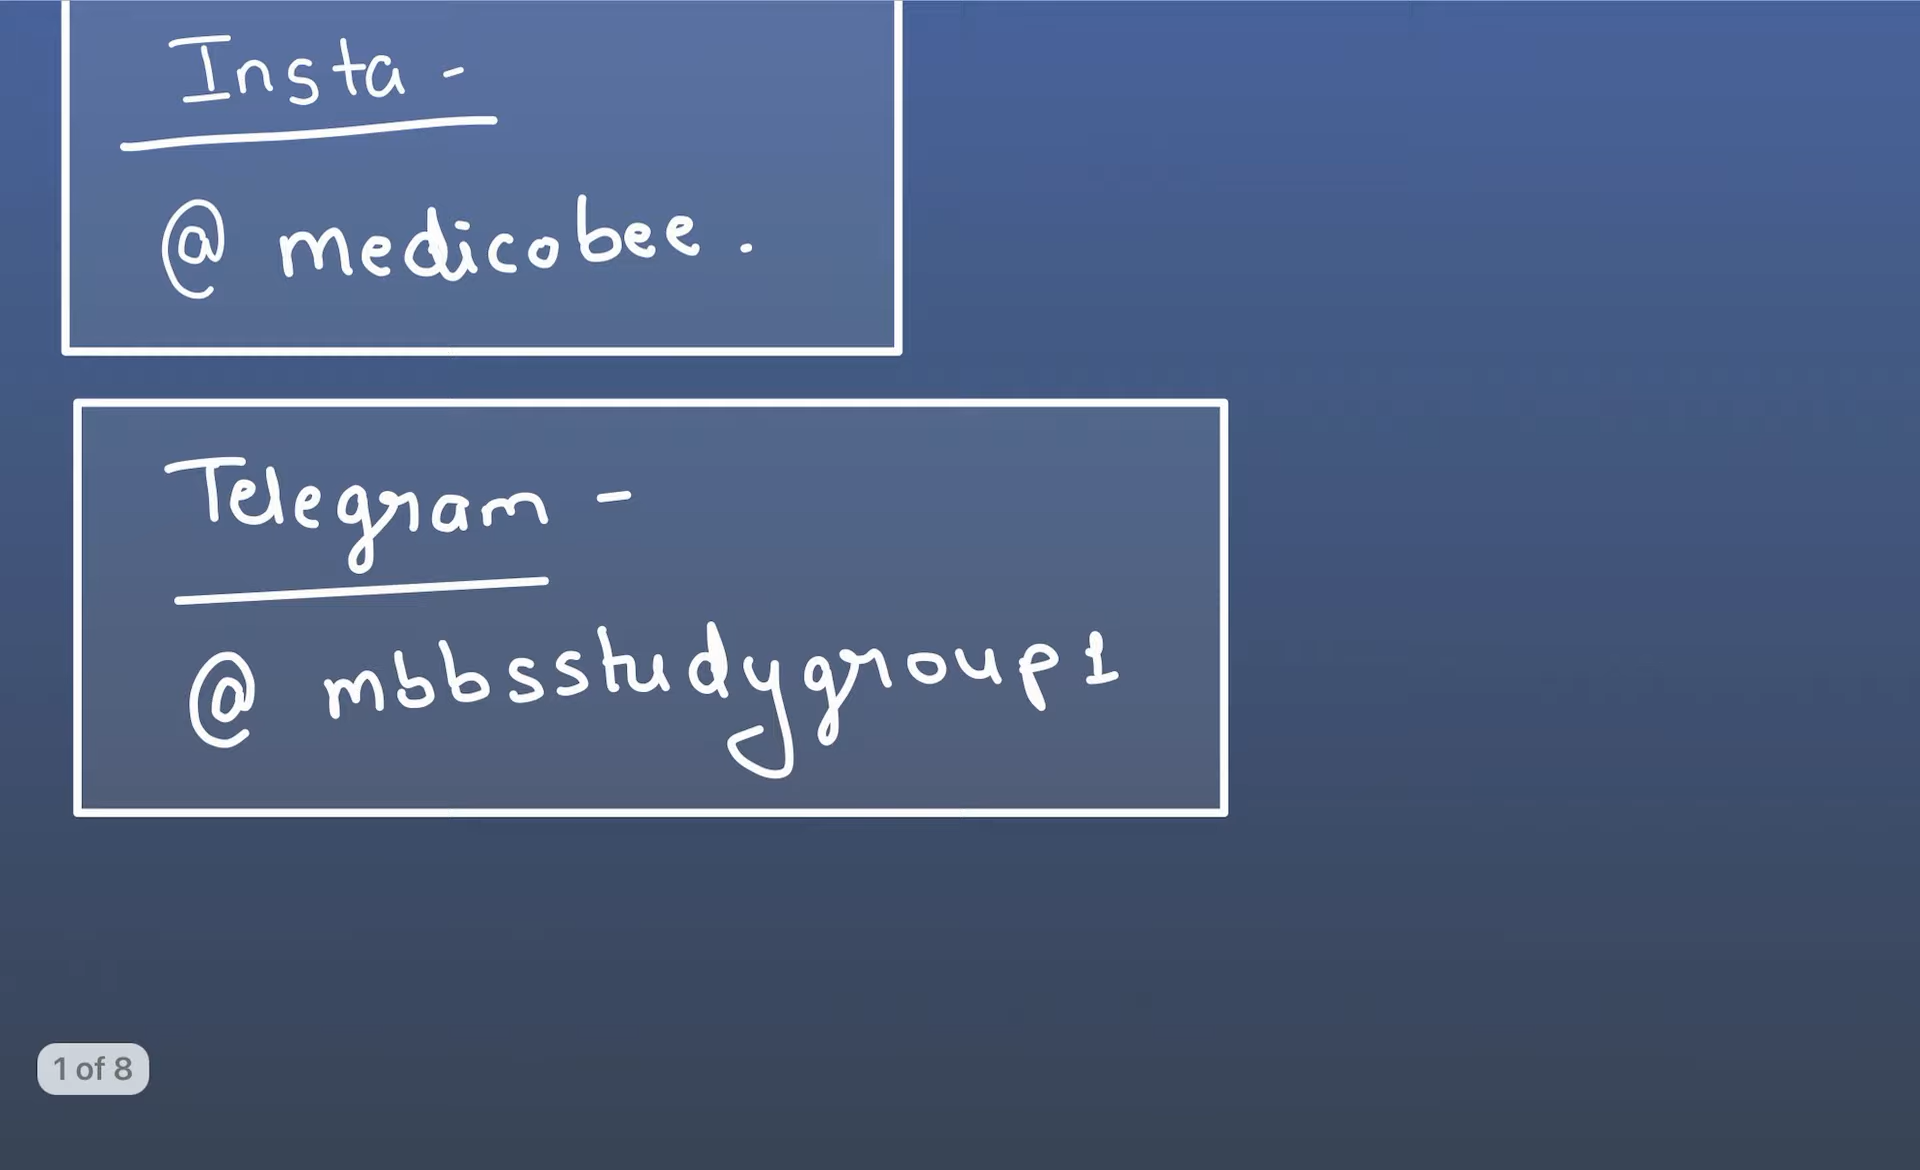 Insta -
@ medicobee .
Telegram -
@ mbbsstudygroup1
1 of 8